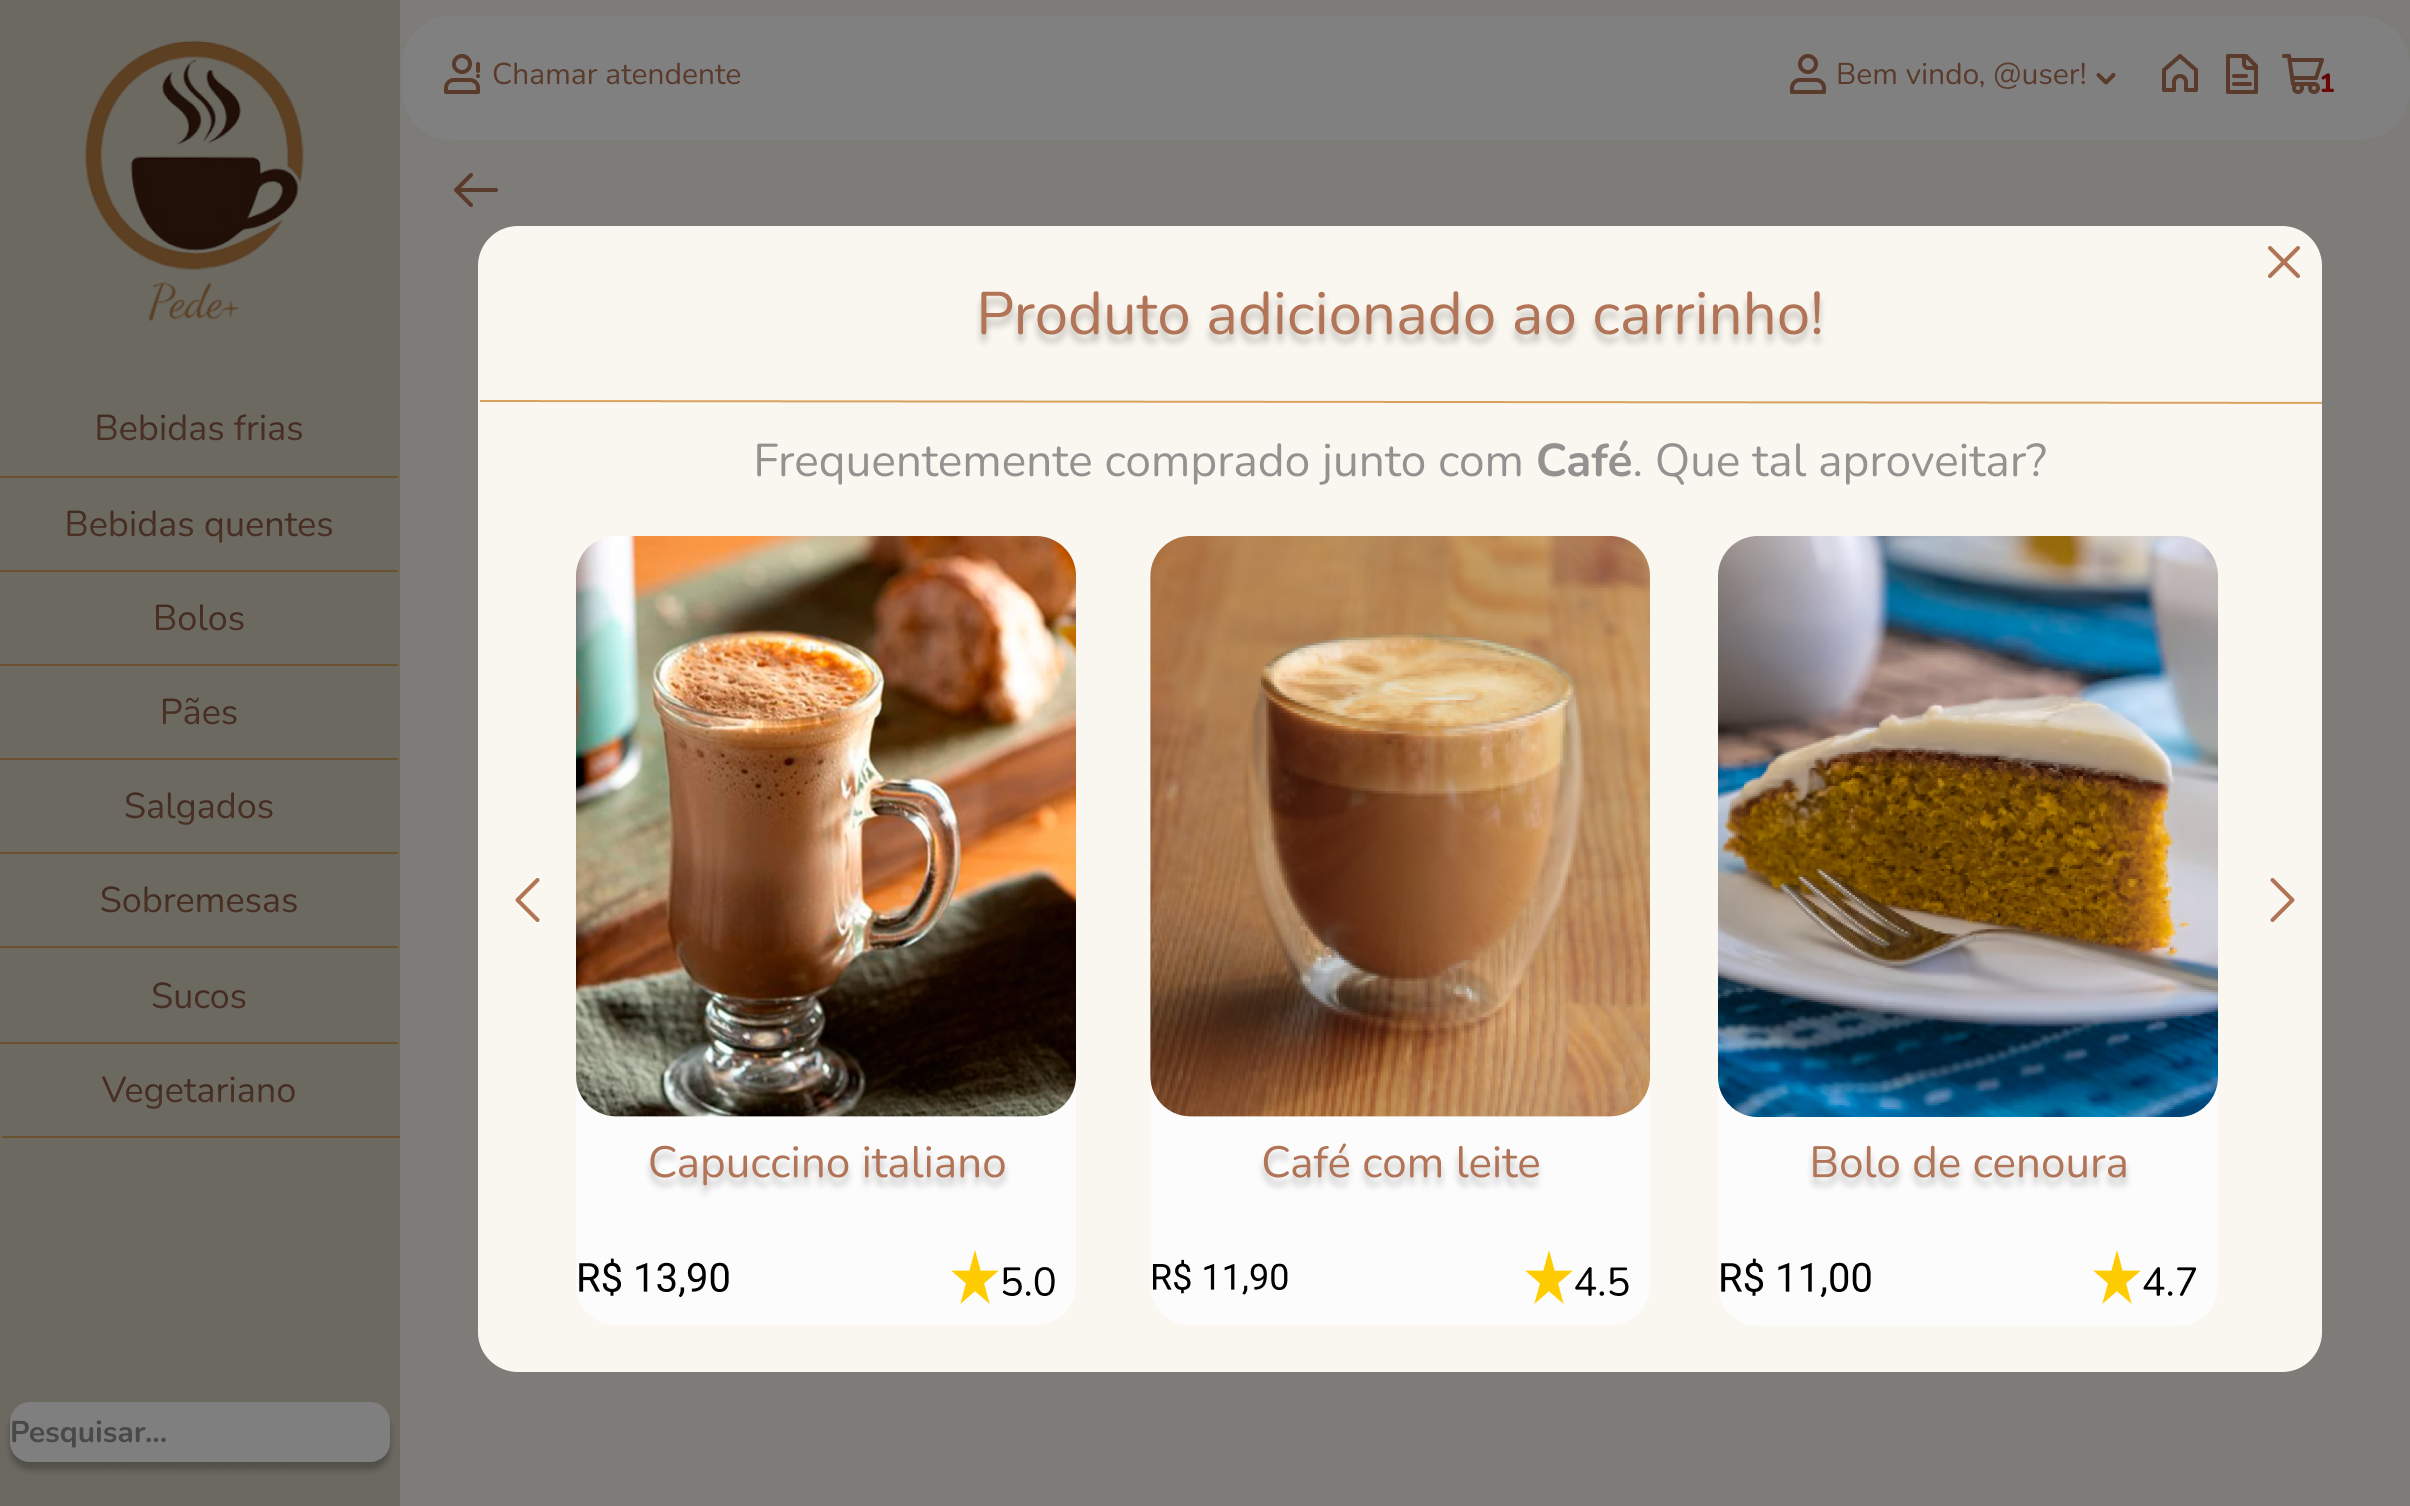 Pede+
Chamar atendente
Bem vindo, @user!
1
Bebidas frias
Bebidas quentes
Bolos
Pães
Salgados
Sobremesas
Sucos
Vegetariano
Pesquisar...
Produto adicionado ao carrinho!
Frequentemente comprado junto com Café. Que tal aproveitar?
Capuccino italiano
R$ 13,90
5.0
Café com leite
R$ 11,90
4.5
Bolo de cenoura
R$ 11,00
4.7